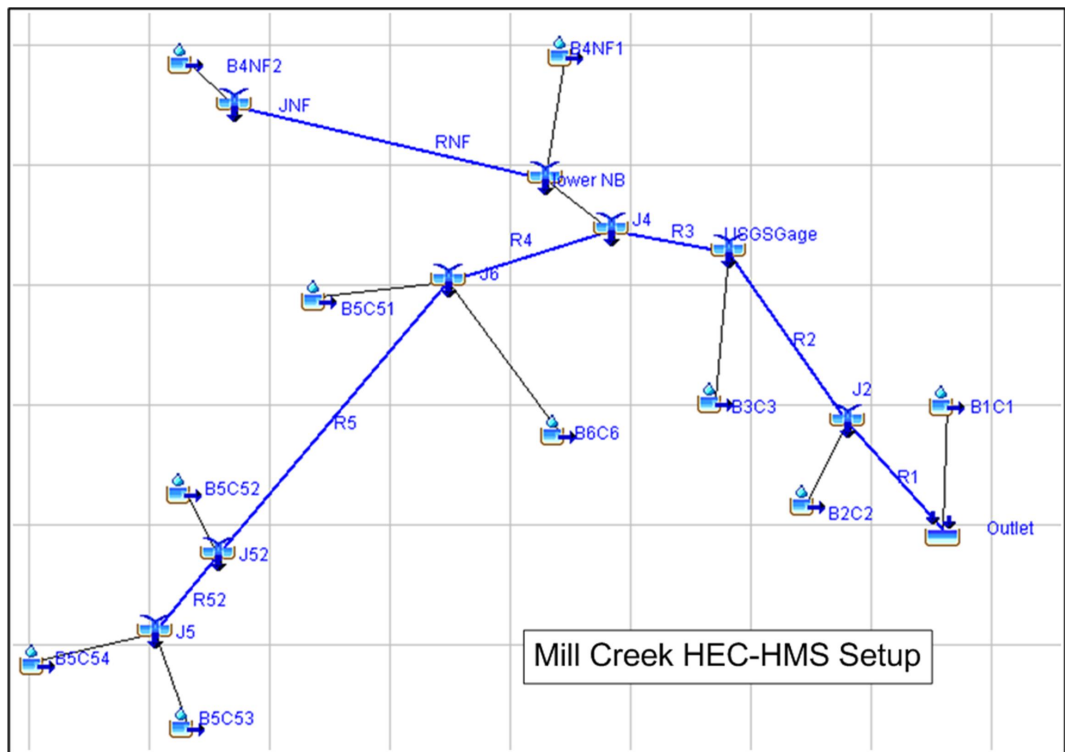 B4NF2
B4NF1
JNF
RNF
lower NB
J4
R3
USGSGage
R4
J6
B5C51
R2
R5
J2
B3C3
B1C1
B6C6
R1
B5C52
B2C2
Outlet
J52
R52
J5
B5C54
Mill Creek HEC-HMS Setup
B5C53